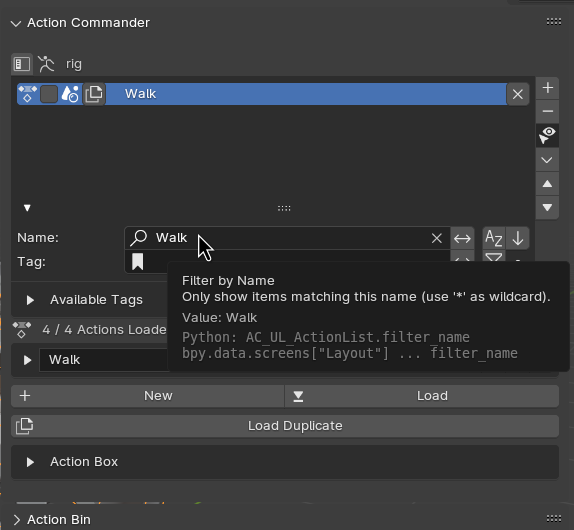 Action Commander
rig
Walk
Name:
Walk
AZ
Tag:
Filter by Name
Only show items matching this name (use '*' as wildcard).
Value: Walk
Python: AC_UL_ActionList.filter_name
bpy.data.screens["Layout"] ... filter_name
Available Tags
4 / 4 Actions Loade
Walk
New
Load
Load Duplicate
Action Box
Action Bin